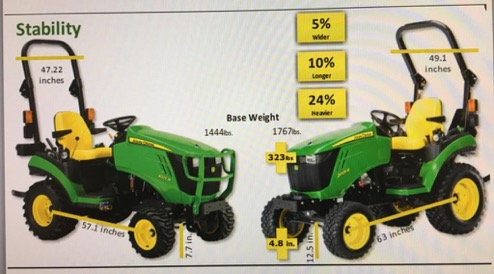 Stability
5%
Wider
47.22
inches
49.1
inches
10%
Longer
24%
Heavier
Base Weight
1444lbs.
1767lbs.
323lbs
57.1 inches
7.7 in.
4.8 in.
12.5 in.
63 inches